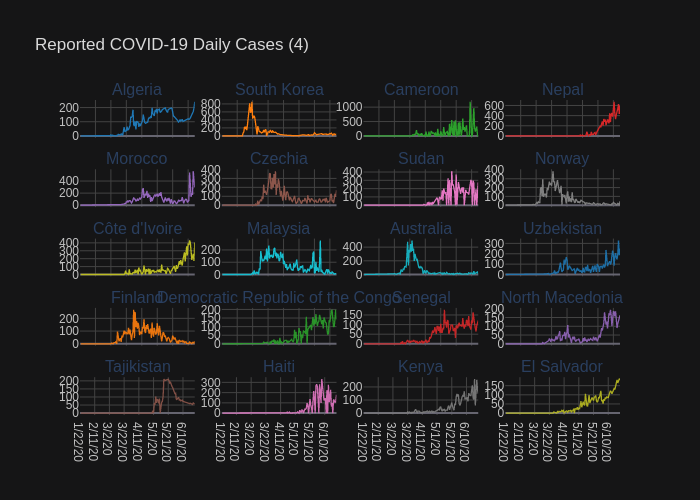 Reported COVID-19 Daily Cases (4)
Algeria South Korea Cameroon Nepal
200 100 0
800 600 400 200 0
1000 500 0
600 400 200 0
Morocco Czechia Sudan Norway
400 200 0
400 300 200 100 0
400 300 200 100 0
400 300 200 100 0
Côte d'Ivoire Malaysia Australia Uzbekistan
400 300 200 100 0
200 100 0
400 200 0
300 200 100 0
Finland Democratic Republic of the Congo Senegal North Macedonia
200 100 0
200 150 100 50 0
150 100 50 0
200 150 100 50 0
Tajikistan Haiti Kenya El Salvador
200 150 100 50 0
300 200 100 0
200 100 0
150 100 50 0
1/22/20 2/11/20 3/2/20 3/22/20 4/11/20 5/1/20 5/21/20 6/10/20
1/22/20 2/11/20 3/2/20 3/22/20 4/11/20 5/1/20 5/21/20 6/10/20
1/22/20 2/11/20 3/2/20 3/22/20 4/11/20 5/1/20 5/21/20 6/10/20
1/22/20 2/11/20 3/2/20 3/22/20 4/11/20 5/1/20 5/21/20 6/10/20